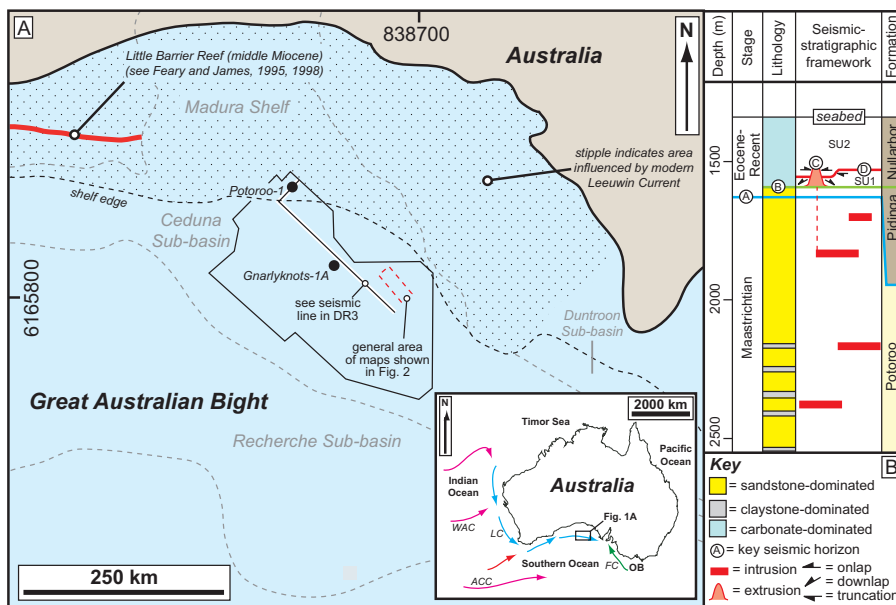 A
838700
Australia
N
Little Barrier Reef (middle Miocene)
(see Feary and James, 1995, 1998)
Madura Shelf
stipple indicates area
influenced by modern
Leeuwin Current
shelf edge
Potoroo-1
Ceduna
Sub-basin
Gnarlyknots-1A
see seismic
line in DR3
general area
of maps shown
in Fig. 2
Duntroon
Sub-basin
6165800
Great Australian Bight
Recherche Sub-basin
250 km
N
2000 km
Timor Sea
Pacific
Ocean
Indian
Ocean
Australia
Fig. 1A
WAC
LC
Southern Ocean
FC
OB
ACC
Depth (m)
Stage
Lithology
Seismic-
stratigraphic
framework
Formation
seabed
SU2
C
D
SU1
B
A
1500
2000
2500
Eocene-
Recent
Maastrichtian
Nullarbor
Pidinga
Potoroo
Key
B
= sandstone-dominated
= claystone-dominated
= carbonate-dominated
A = key seismic horizon
= intrusion
= extrusion
= onlap
= downlap
= truncation